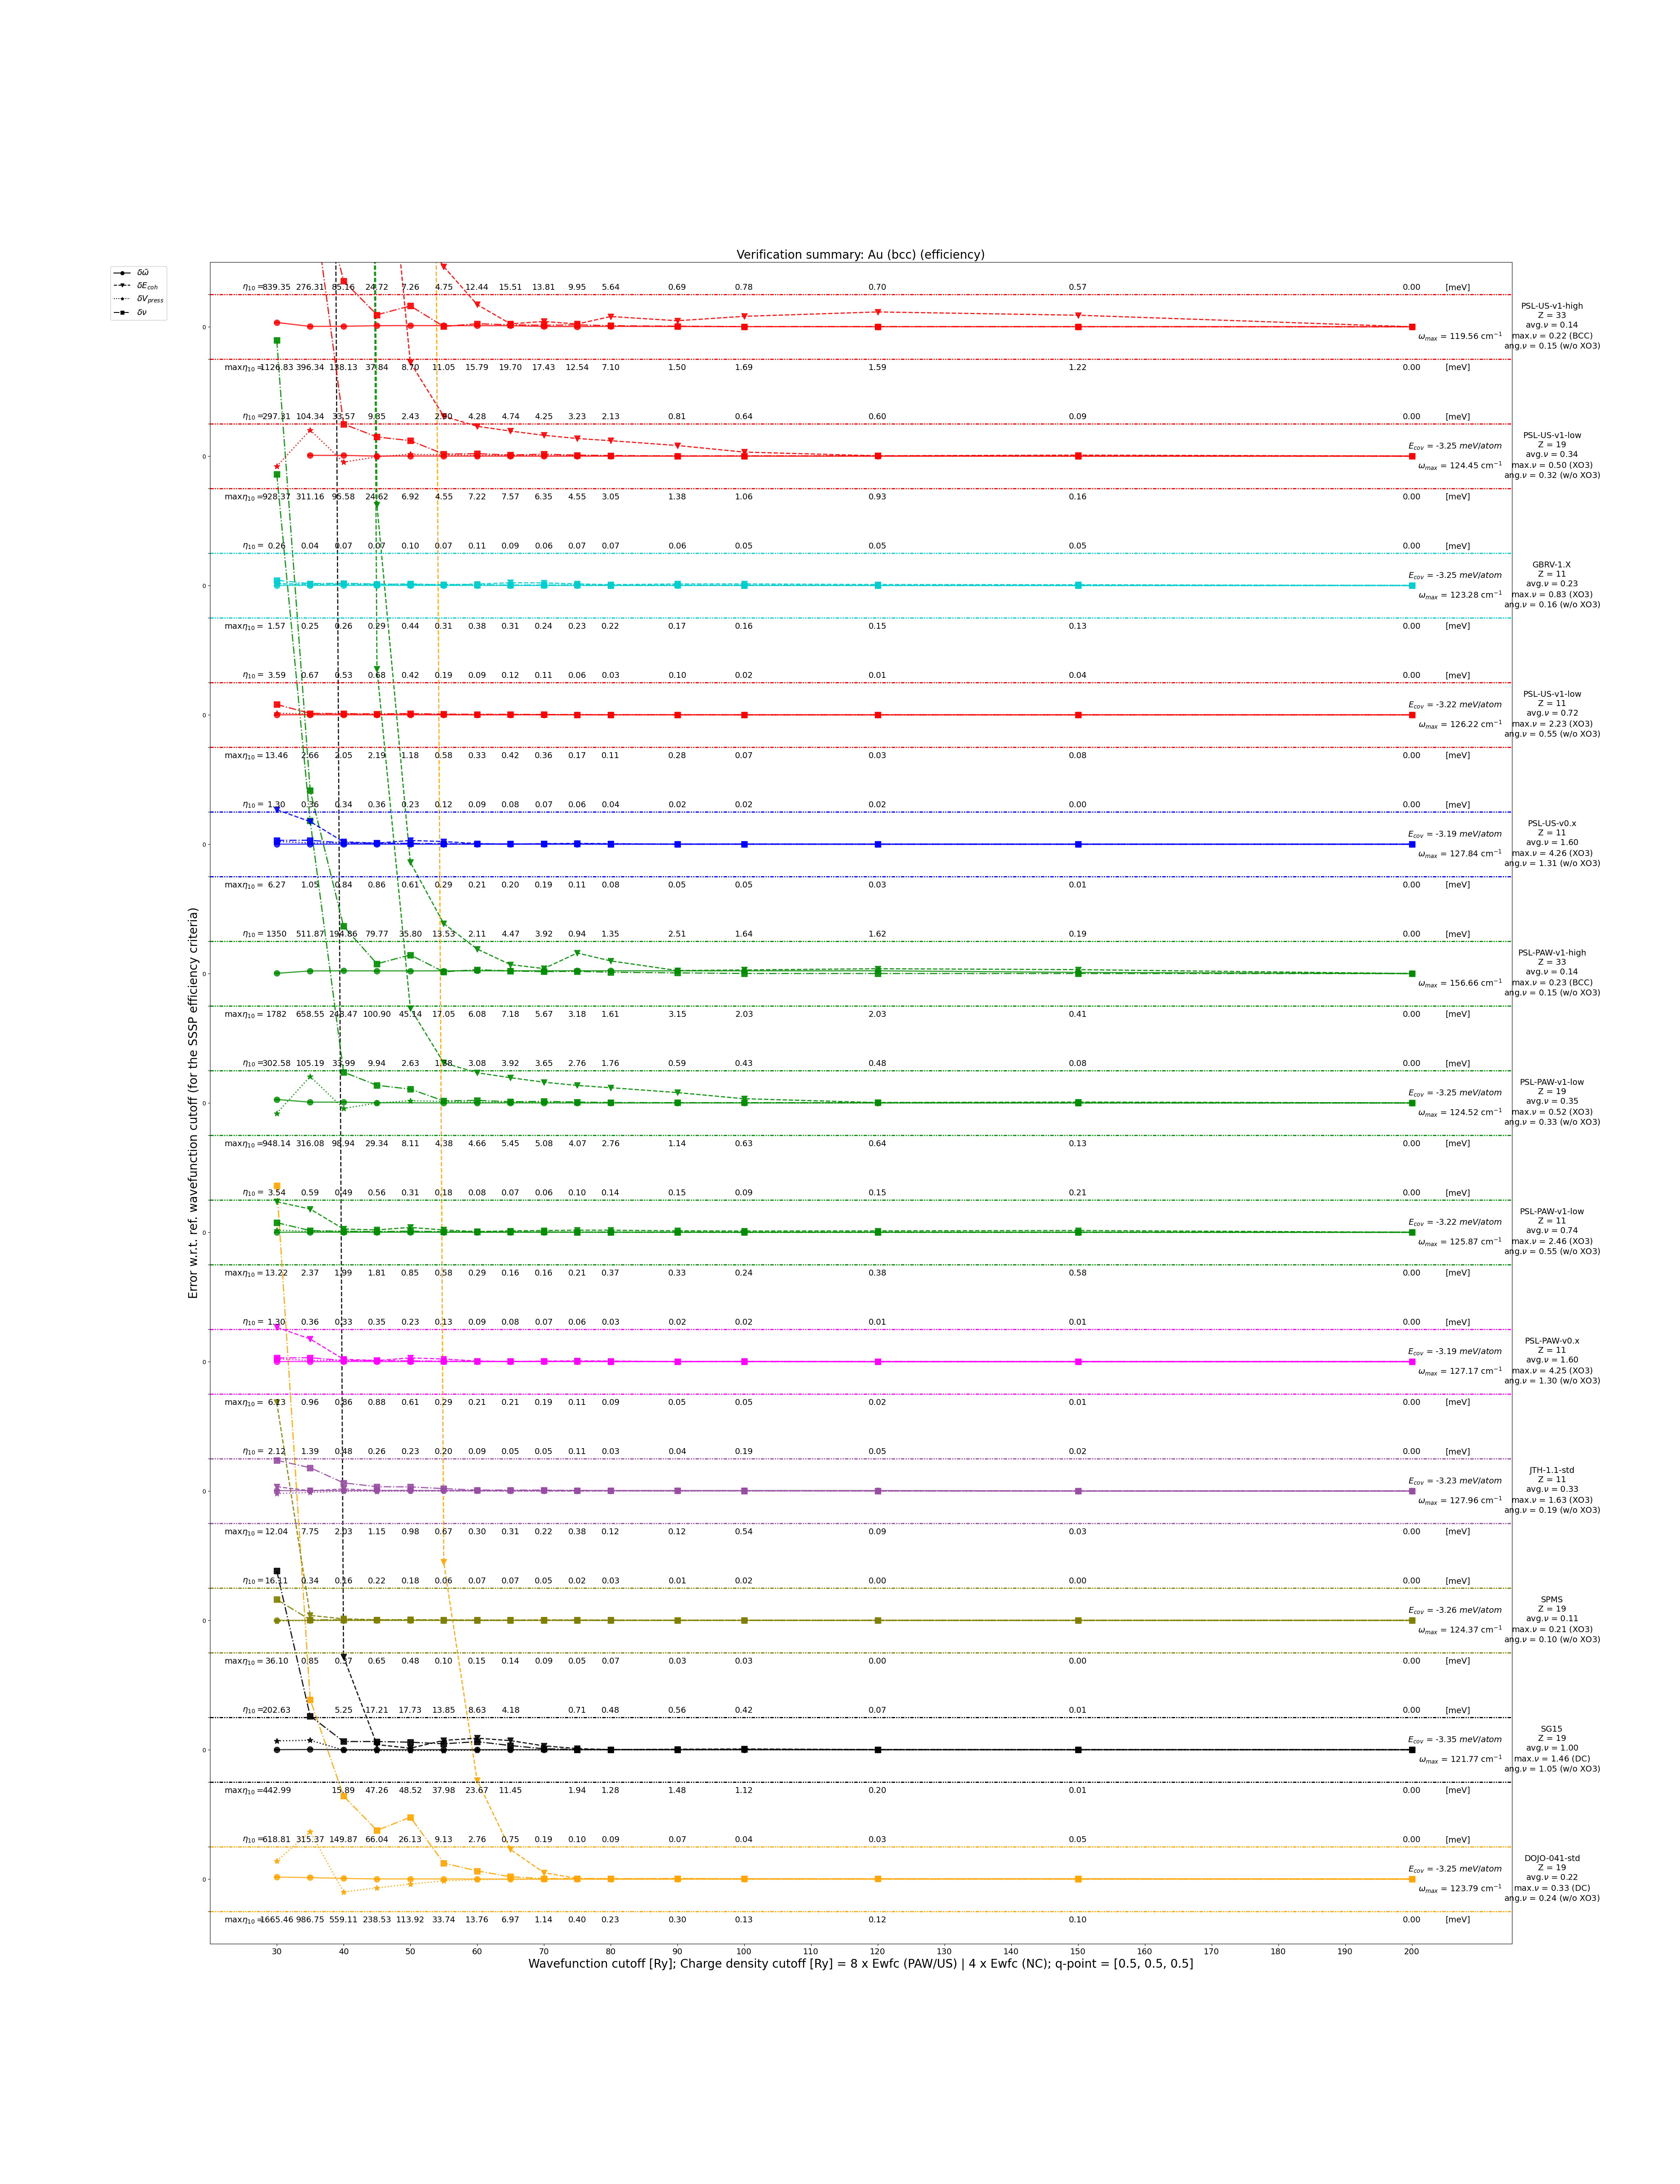 Verification summary: Au (bcc) (efficiency)
δω̄
δE_coh
δV_press
δν
Error w.r.t. ref. wavefunction cutoff (for the SSSP efficiency criteria)
η10 = 839.35 276.31 85.16 24.72 7.26 4.75 12.44 15.51 13.81 9.95 5.64 0.69 0.78 0.70 0.57 0.00 [meV]
0
ω_max = 119.56 cm⁻¹
PSL-US-v1-high
Z = 33
avg.ν = 0.14
max.ν = 0.22 (BCC)
ang.ν = 0.15 (w/o XO3)
maxη10 = 1126.83 396.34 138.13 37.84 8.70 11.05 15.79 19.70 17.43 12.54 7.10 1.50 1.69 1.59 1.22 0.00 [meV]
η10 = 297.31 104.34 33.57 9.35 2.43 2.90 4.28 4.74 4.25 3.23 2.13 0.81 0.64 0.60 0.09 0.00 [meV]
0
E_coh = -3.25 meV/atom
ω_max = 124.45 cm⁻¹
PSL-US-v1-low
Z = 19
avg.ν = 0.34
max.ν = 0.50 (XO3)
ang.ν = 0.32 (w/o XO3)
maxη10 = 928.37 311.16 95.58 24.62 6.92 4.55 7.22 7.57 6.35 4.55 3.05 1.38 1.06 0.93 0.16 0.00 [meV]
η10 = 0.26 0.04 0.07 0.07 0.10 0.07 0.11 0.09 0.06 0.07 0.07 0.06 0.05 0.05 0.05 0.00 [meV]
0
E_cov = -3.25 meV/atom
ω_max = 123.28 cm⁻¹
GBRV-1.X
Z = 11
avg.ν = 0.23
max.ν = 0.83 (XO3)
ang.ν = 0.16 (w/o XO3)
maxη10 = 1.57 0.25 0.26 0.29 0.44 0.31 0.38 0.31 0.24 0.23 0.22 0.17 0.16 0.15 0.13 0.00 [meV]
η10 = 3.59 0.67 0.53 0.68 0.42 0.19 0.09 0.12 0.11 0.06 0.03 0.10 0.02 0.01 0.04 0.00 [meV]
0
E_cov = -3.22 meV/atom
ω_max = 126.22 cm⁻¹
PSL-US-v1-low
Z = 11
avg.ν = 0.72
max.ν = 2.23 (XO3)
ang.ν = 0.55 (w/o XO3)
maxη10 = 13.46 2.66 2.05 2.19 1.18 0.58 0.33 0.42 0.36 0.17 0.11 0.28 0.07 0.03 0.08 0.00 [meV]
η10 = 1.30 0.36 0.34 0.36 0.23 0.12 0.09 0.08 0.07 0.06 0.04 0.02 0.02 0.02 0.00 0.00 [meV]
0
E_cov = -3.19 meV/atom
ω_max = 127.84 cm⁻¹
PSL-US-v0.x
Z = 11
avg.ν = 1.60
max.ν = 4.26 (XO3)
ang.ν = 1.31 (w/o XO3)
maxη10 = 6.27 1.05 0.84 0.86 0.61 0.29 0.21 0.20 0.19 0.11 0.08 0.05 0.05 0.03 0.01 0.00 [meV]
η10 = 1350 511.87 194.86 79.77 35.80 13.53 2.11 4.47 3.92 0.94 1.35 2.51 1.64 1.62 0.19 0.00 [meV]
0
ω_max = 156.66 cm⁻¹
PSL-PAW-v1-high
Z = 33
avg.ν = 0.14
max.ν = 0.23 (BCC)
ang.ν = 0.15 (w/o XO3)
maxη10 = 1782 658.55 248.47 100.90 45.14 17.05 6.08 7.18 5.67 3.18 1.61 3.15 2.03 2.03 0.41 0.00 [meV]
η10 = 302.58 105.19 33.99 9.94 2.63 1.88 3.08 3.92 3.65 2.76 1.76 0.59 0.43 0.48 0.08 0.00 [meV]
0
E_cov = -3.25 meV/atom
ω_max = 124.52 cm⁻¹
PSL-PAW-v1-low
Z = 19
avg.ν = 0.35
max.ν = 0.52 (XO3)
ang.ν = 0.33 (w/o XO3)
maxη10 = 948.14 316.08 98.94 29.34 8.11 4.38 4.66 5.45 5.08 4.07 2.76 1.14 0.63 0.64 0.13 0.00 [meV]
η10 = 3.54 0.59 0.49 0.56 0.31 0.18 0.08 0.07 0.06 0.10 0.14 0.15 0.09 0.15 0.21 0.00 [meV]
0
E_cov = -3.22 meV/atom
ω_max = 125.87 cm⁻¹
PSL-PAW-v1-low
Z = 11
avg.ν = 0.74
max.ν = 2.46 (XO3)
ang.ν = 0.55 (w/o XO3)
maxη10 = 13.22 2.37 1.99 1.81 0.85 0.58 0.29 0.16 0.16 0.21 0.37 0.33 0.24 0.38 0.58 0.00 [meV]
η10 = 1.30 0.36 0.33 0.35 0.23 0.13 0.09 0.08 0.07 0.06 0.03 0.02 0.02 0.01 0.01 0.00 [meV]
0
E_cov = -3.19 meV/atom
ω_max = 127.17 cm⁻¹
PSL-PAW-v0.x
Z = 11
avg.ν = 1.60
max.ν = 4.25 (XO3)
ang.ν = 1.30 (w/o XO3)
maxη10 = 6.23 0.96 0.86 0.88 0.61 0.29 0.21 0.21 0.19 0.11 0.09 0.05 0.05 0.02 0.01 0.00 [meV]
η10 = 2.12 1.39 0.48 0.26 0.23 0.20 0.09 0.05 0.05 0.11 0.03 0.04 0.19 0.05 0.02 0.00 [meV]
0
E_cov = -3.23 meV/atom
ω_max = 127.96 cm⁻¹
JTH-1.1-std
Z = 11
avg.ν = 0.33
max.ν = 1.63 (XO3)
ang.ν = 0.19 (w/o XO3)
maxη10 = 12.04 7.75 2.03 1.15 0.98 0.67 0.30 0.31 0.22 0.38 0.12 0.12 0.54 0.09 0.03 0.00 [meV]
η10 = 16.11 0.34 0.16 0.22 0.18 0.06 0.07 0.07 0.05 0.02 0.03 0.01 0.02 0.00 0.00 0.00 [meV]
0
E_cov = -3.26 meV/atom
ω_max = 124.37 cm⁻¹
SPMS
Z = 19
avg.ν = 0.11
max.ν = 0.21 (XO3)
ang.ν = 0.10 (w/o XO3)
maxη10 = 36.10 0.85 0.65 0.48 0.10 0.15 0.14 0.09 0.05 0.07 0.03 0.03 0.00 0.00 0.00 [meV]
η10 = 202.63 5.25 17.21 17.73 13.85 8.63 4.18 0.71 0.48 0.56 0.42 0.07 0.01 0.00 [meV]
0
E_cov = -3.35 meV/atom
ω_max = 121.77 cm⁻¹
SG15
Z = 19
avg.ν = 1.00
max.ν = 1.46 (DC)
ang.ν = 1.05 (w/o XO3)
maxη10 = 442.99 15.89 47.26 48.52 37.98 23.67 11.45 1.94 1.28 1.48 1.12 0.20 0.01 0.00 [meV]
η10 = 618.81 315.37 149.87 66.04 26.13 9.13 2.76 0.75 0.19 0.10 0.09 0.07 0.04 0.03 0.05 0.00 [meV]
0
E_cov = -3.25 meV/atom
ω_max = 123.79 cm⁻¹
DOJO-041-std
Z = 19
avg.ν = 0.22
max.ν = 0.33 (DC)
ang.ν = 0.24 (w/o XO3)
maxη10 = 1665.46 986.75 559.11 238.53 113.92 33.74 13.76 6.97 1.14 0.40 0.23 0.30 0.13 0.12 0.10 0.00 [meV]
30 40 50 60 70 80 90 100 110 120 130 140 150 160 170 180 190 200
Wavefunction cutoff [Ry]; Charge density cutoff [Ry] = 8 x Ewfc (PAW/US) | 4 x Ewfc (NC); q-point = [0.5, 0.5, 0.5]